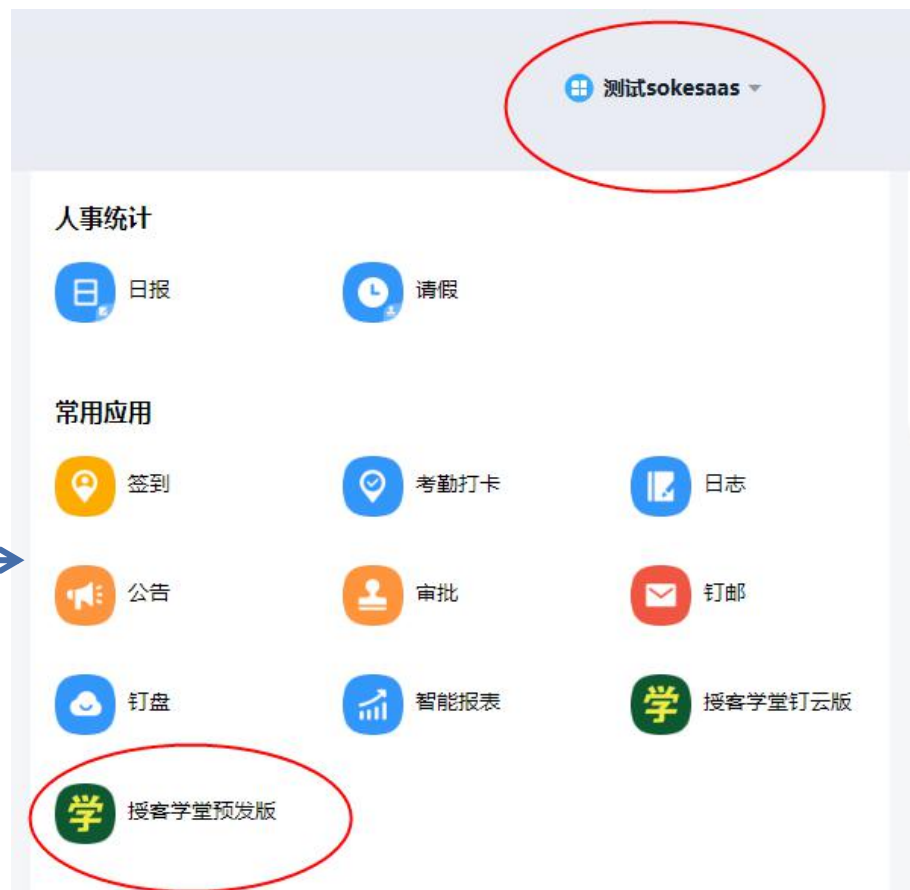 测试sokesaas
人事统计
日报
请假
常用应用
签到
考勤打卡
日志
公告
审批
钉邮
钉盘
智能报表
学
授客学堂钉云版
学
授客学堂预发版